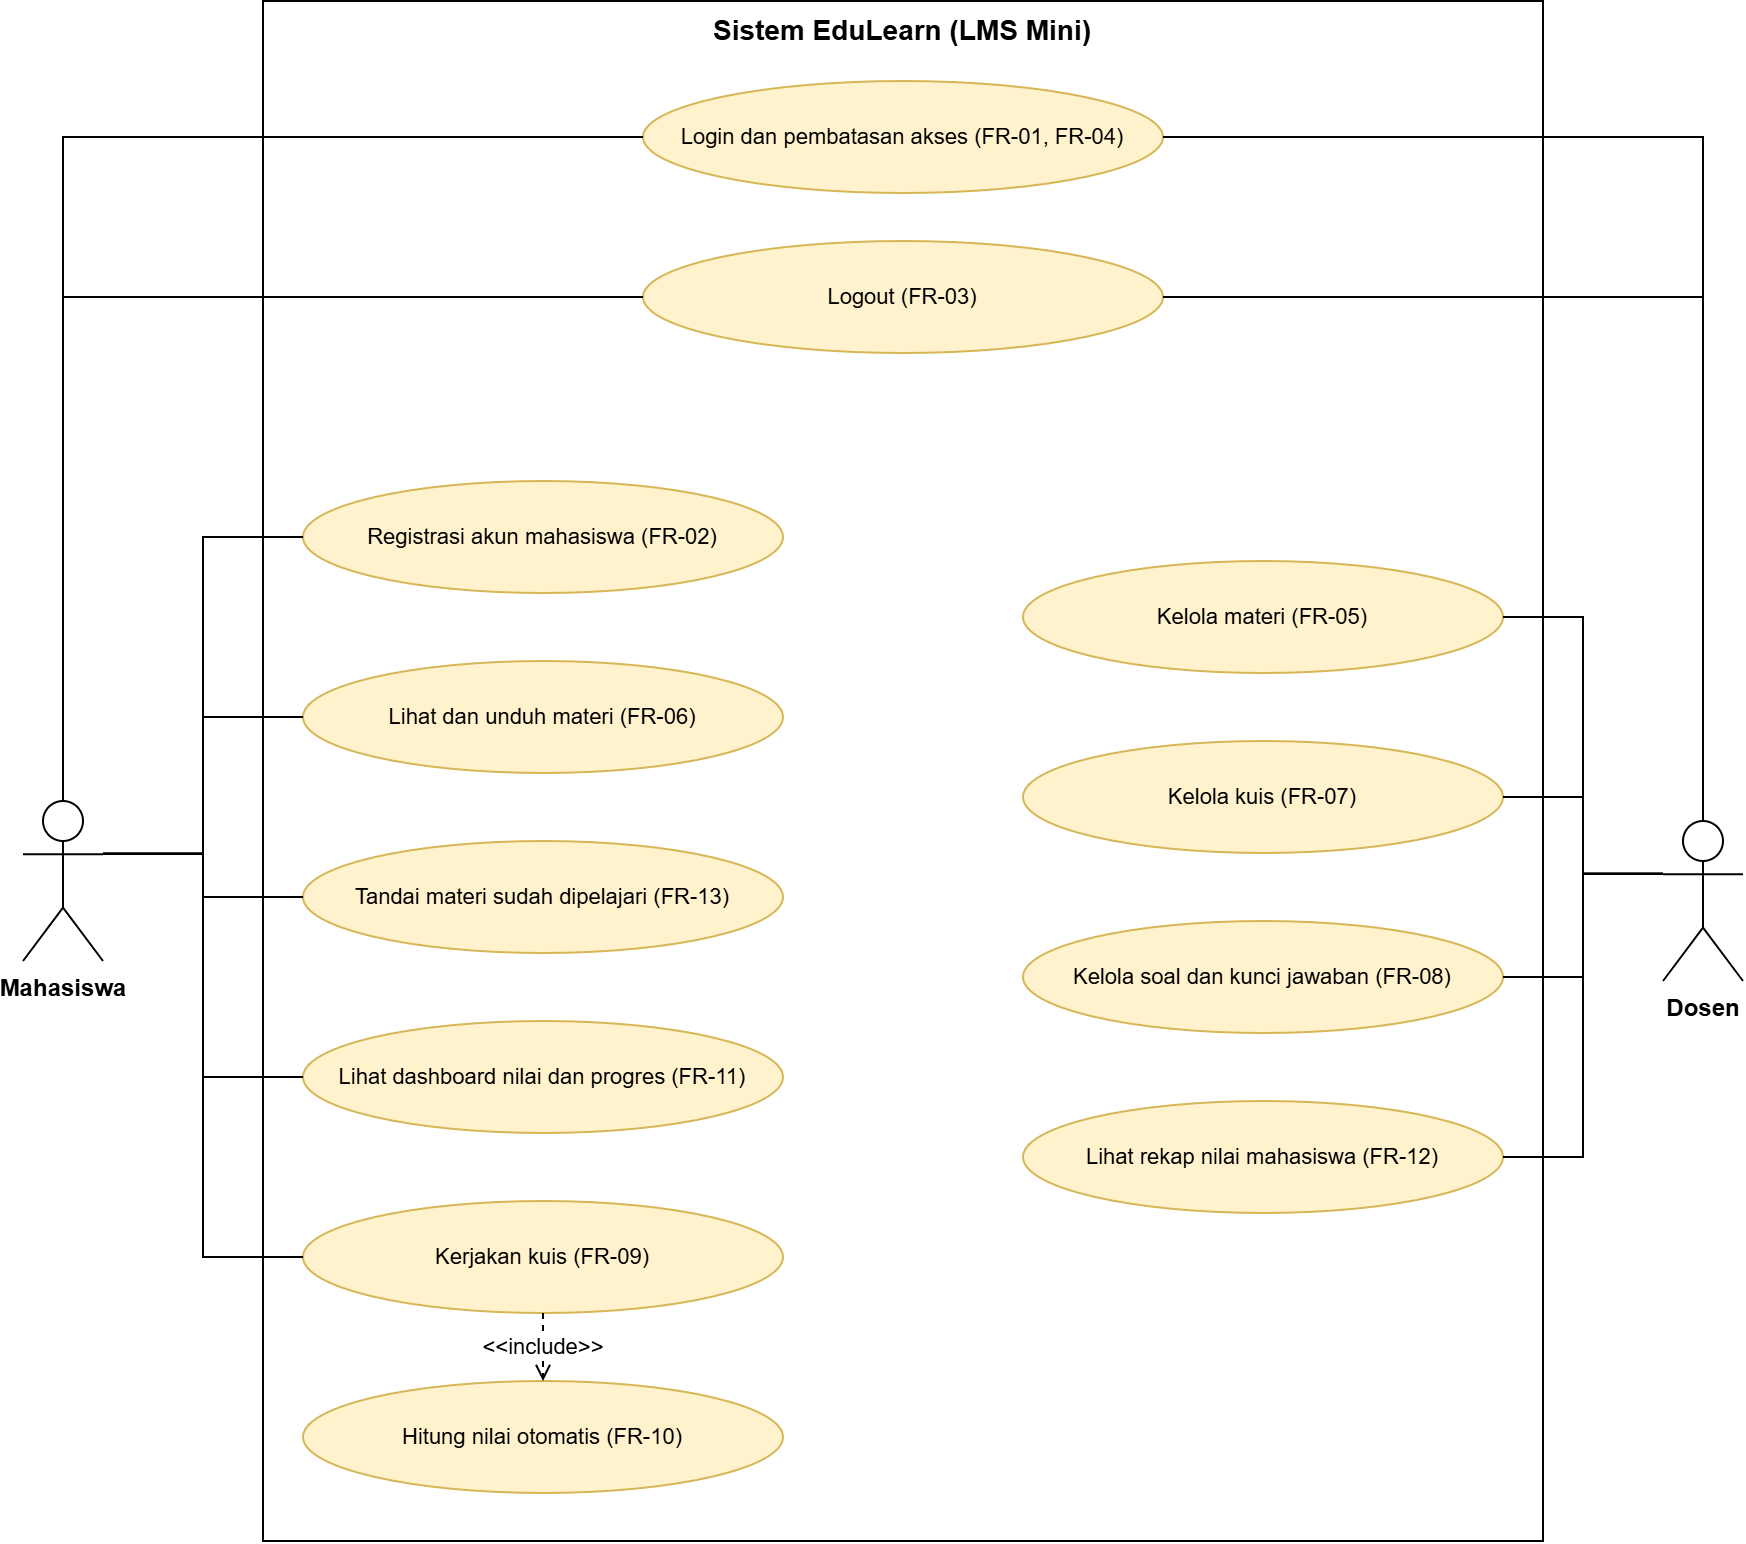 Sistem EduLearn (LMS Mini)
Login dan pembatasan akses (FR-01, FR-04)
Logout (FR-03)
Registrasi akun mahasiswa (FR-02)
Kelola materi (FR-05)
Lihat dan unduh materi (FR-06)
Kelola kuis (FR-07)
Tandai materi sudah dipelajari (FR-13)
Kelola soal dan kunci jawaban (FR-08)
Mahasiswa
Dosen
Lihat dashboard nilai dan progres (FR-11)
Lihat rekap nilai mahasiswa (FR-12)
Kerjakan kuis (FR-09)
<<include>>
Hitung nilai otomatis (FR-10)